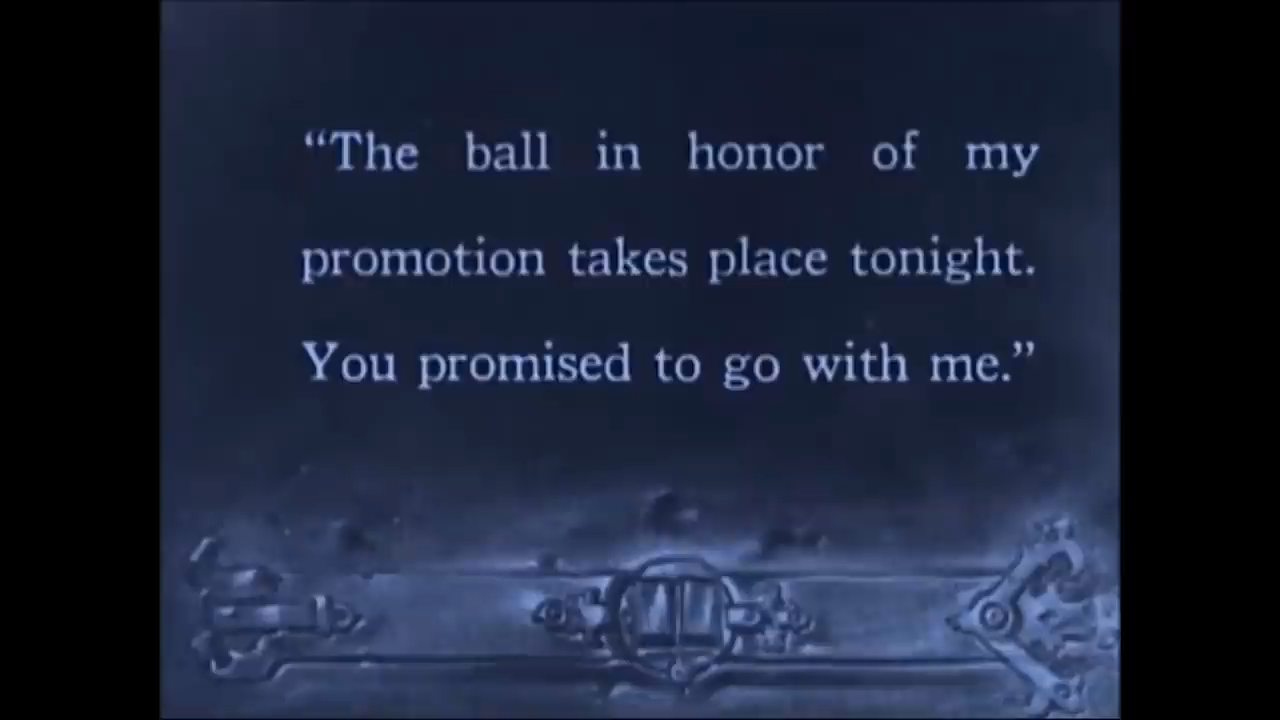 “The ball in honor of my
promotion takes place tonight.
You promised to go with me.”